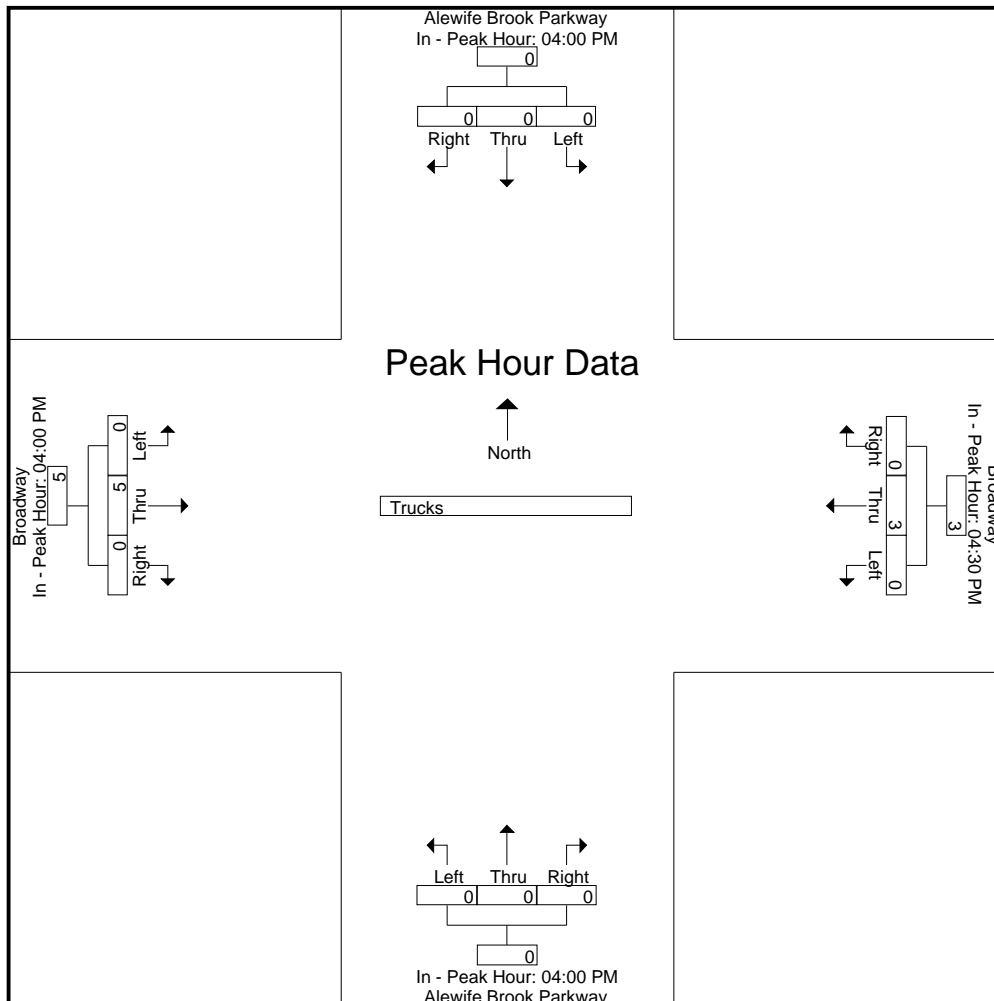 Alewife Brook Parkway
In - Peak Hour: 04:00 PM
0
0 0 0
Right Thru Left
Peak Hour Data
North
Trucks
Broadway
In - Peak Hour: 04:00 PM
5
0 5 0
Left Thru Right
Broadway
In - Peak Hour: 04:30 PM
3
0 3 0
Right Thru Left
Left Thru Right
0 0 0
0
In - Peak Hour: 04:00 PM
Alewife Brook Parkway